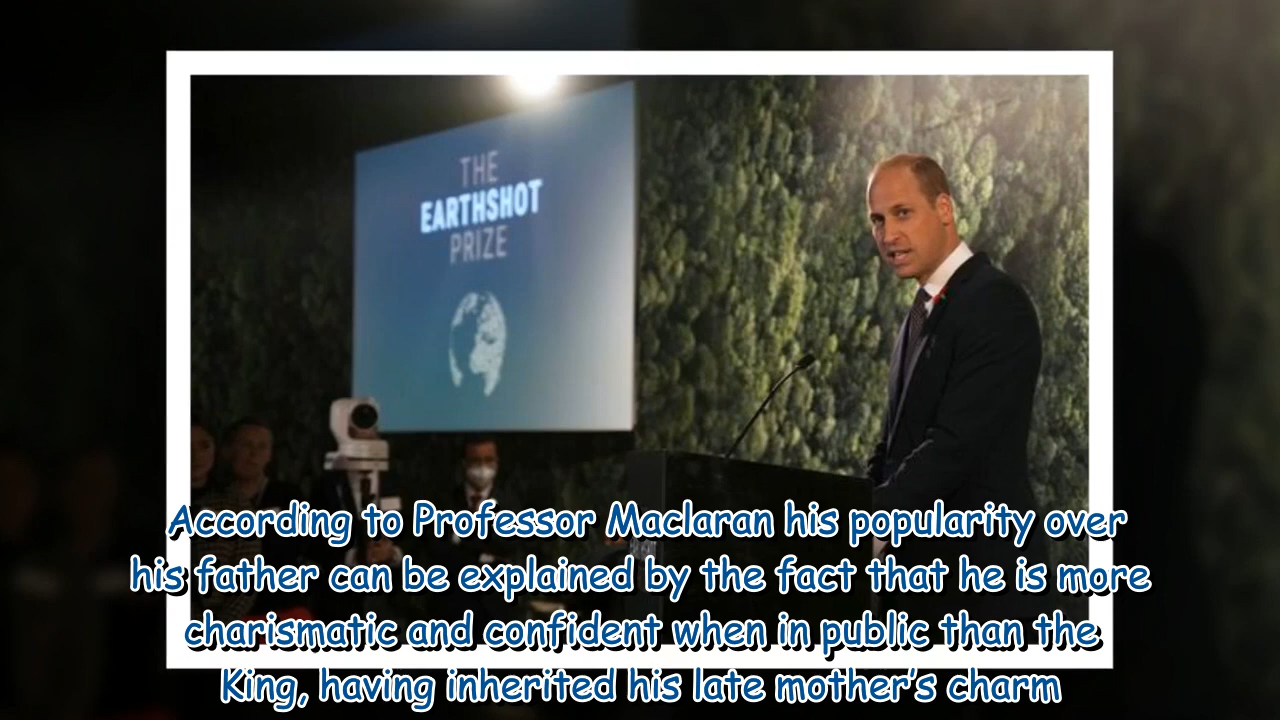 THE
EARTHSHOT
PRIZE
According to Professor Maclaran his popularity over
his father can be explained by the fact that he is more
charismatic and confident when in public than the
King, having inherited his late mother's charm